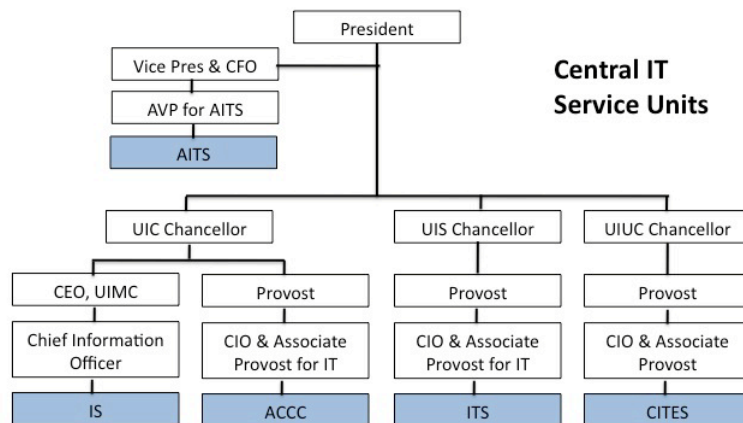 President
Vice Pres & CFO
Central IT
Service Units
AVP for AITS
AITS
UIC Chancellor
UIS Chancellor
UIUC Chancellor
CEO, UIMC
Provost
Provost
Provost
Chief Information
Officer
CIO & Associate
Provost for IT
CIO & Associate
Provost for IT
CIO & Associate
Provost
IS
ACCC
ITS
CITES